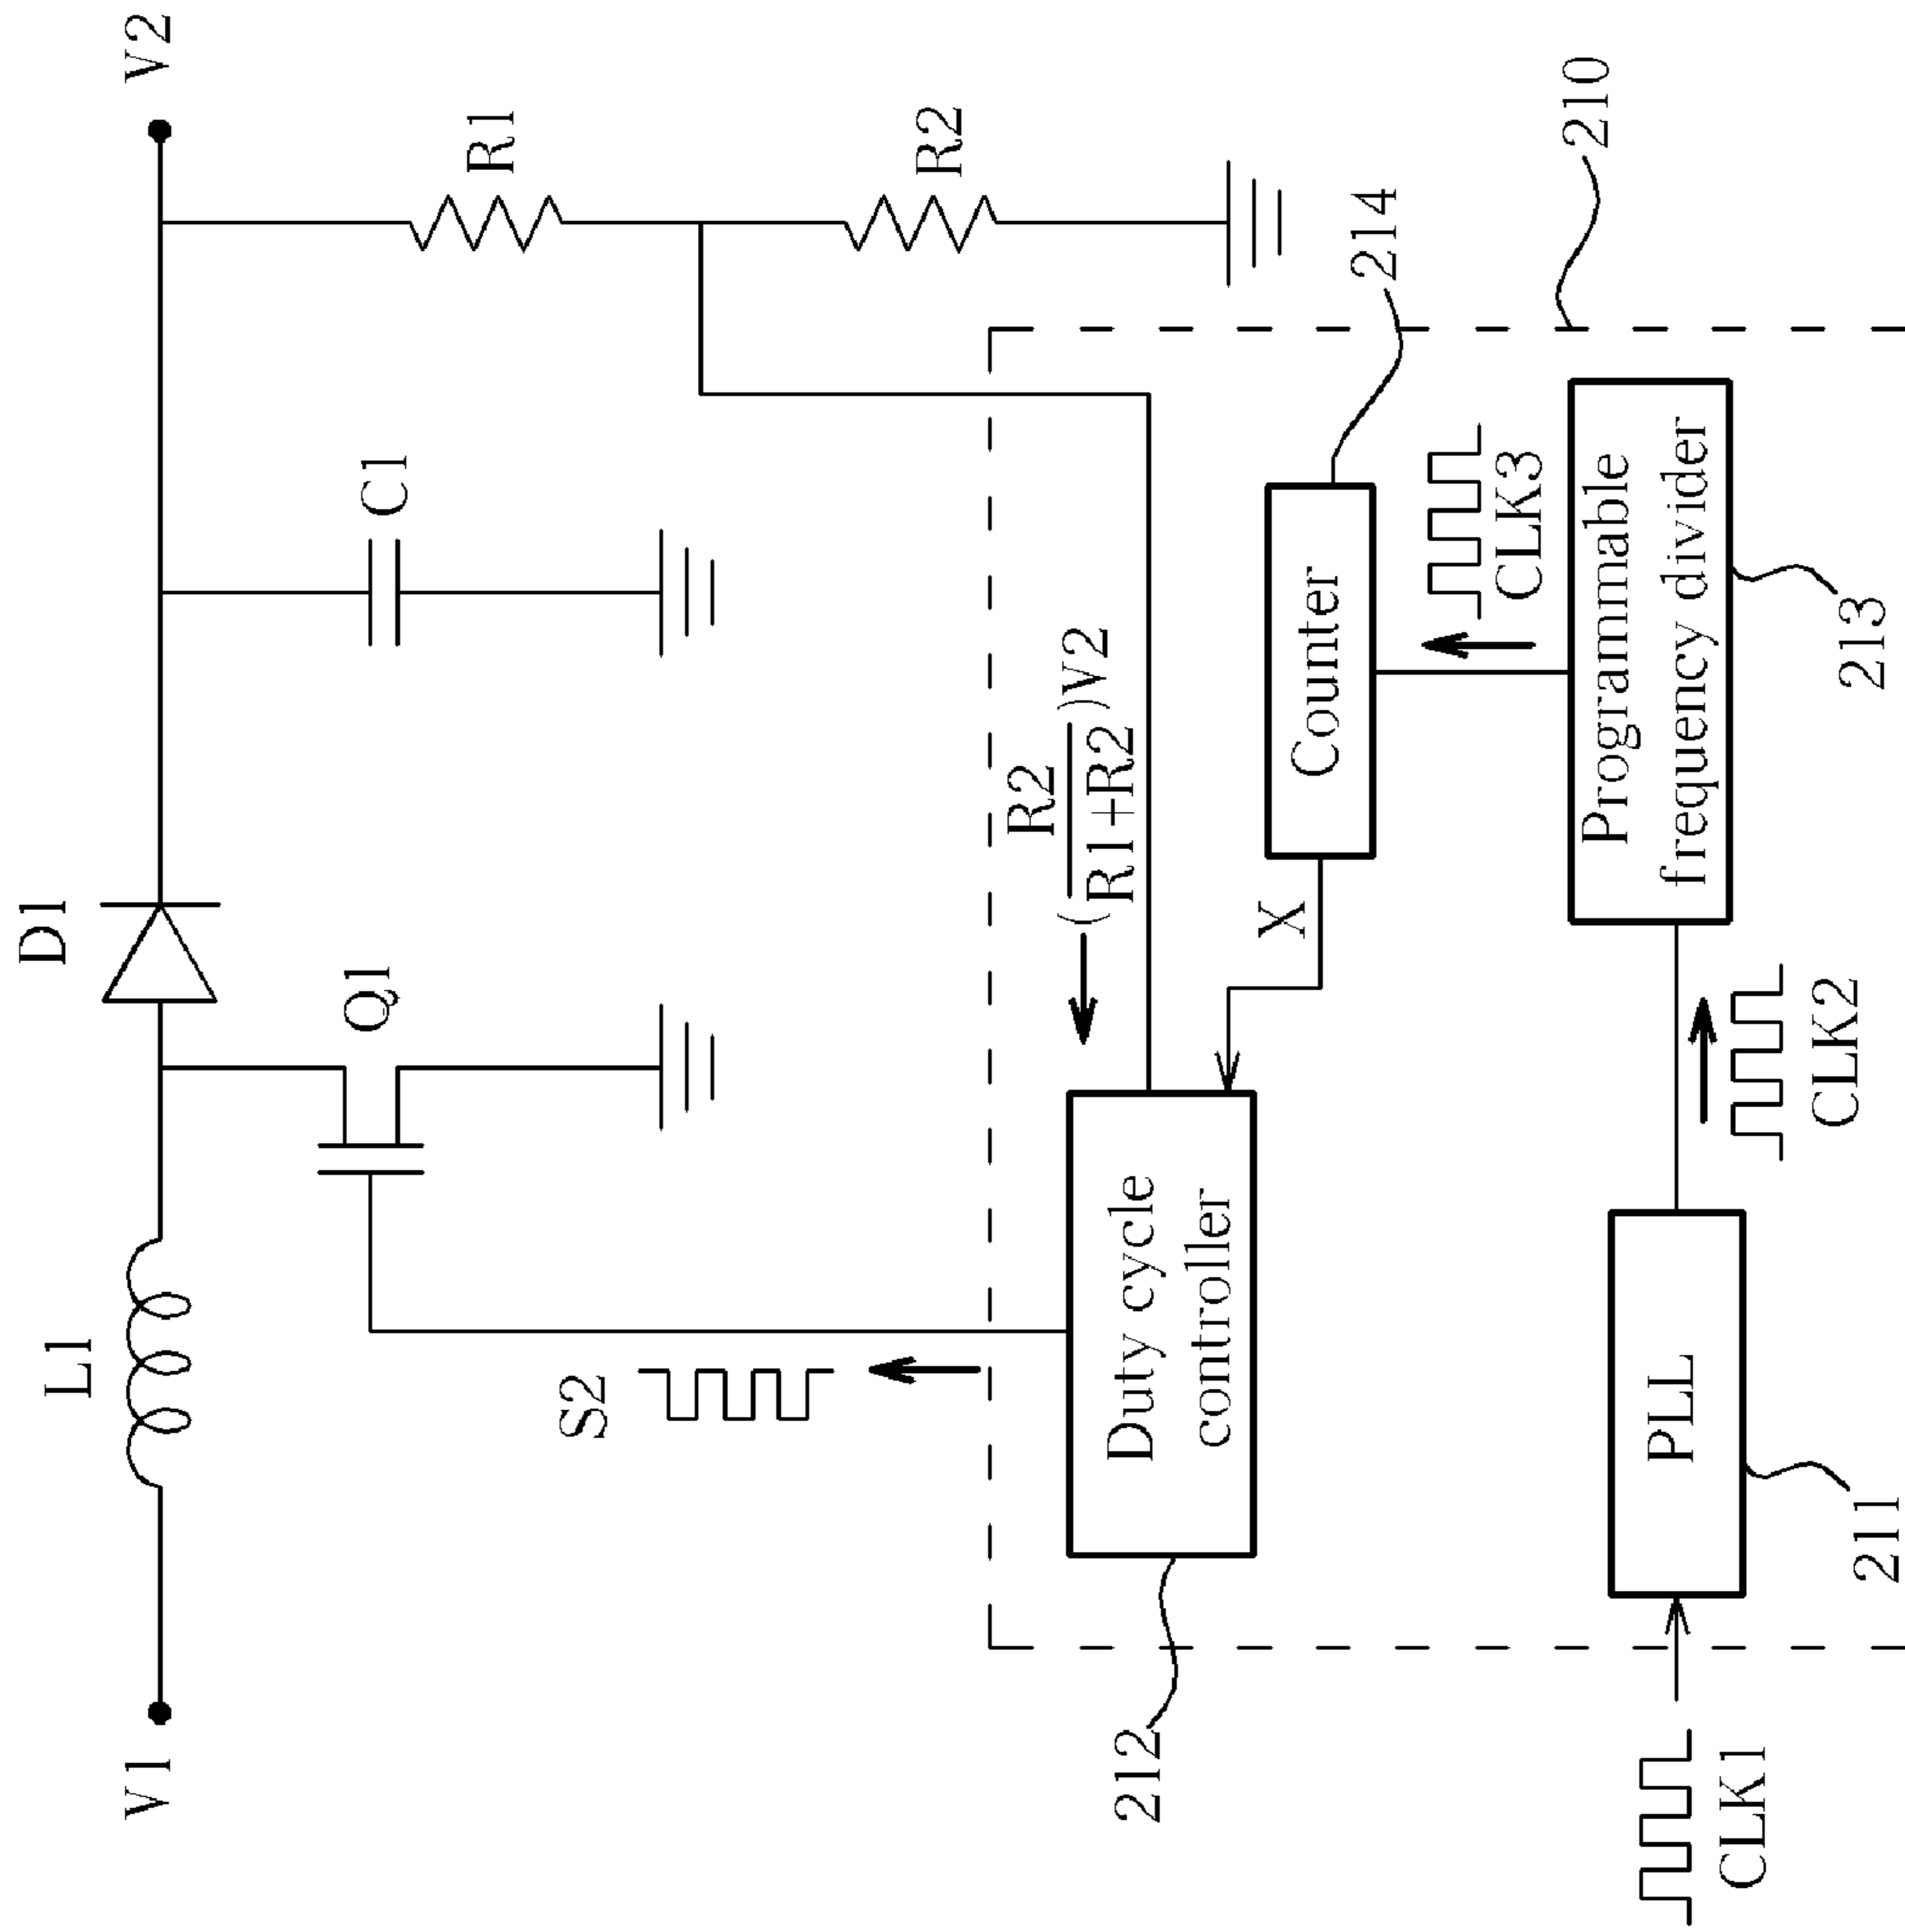 L1
D1
V1
V2
Q1
C1
R1
S2
R2
R2
(────)V2
R1+R2
212
Duty cycle
controller
X
Counter
214
CLK3
210
CLK1
PLL
CLK2
Programmable
frequency divider
211
213